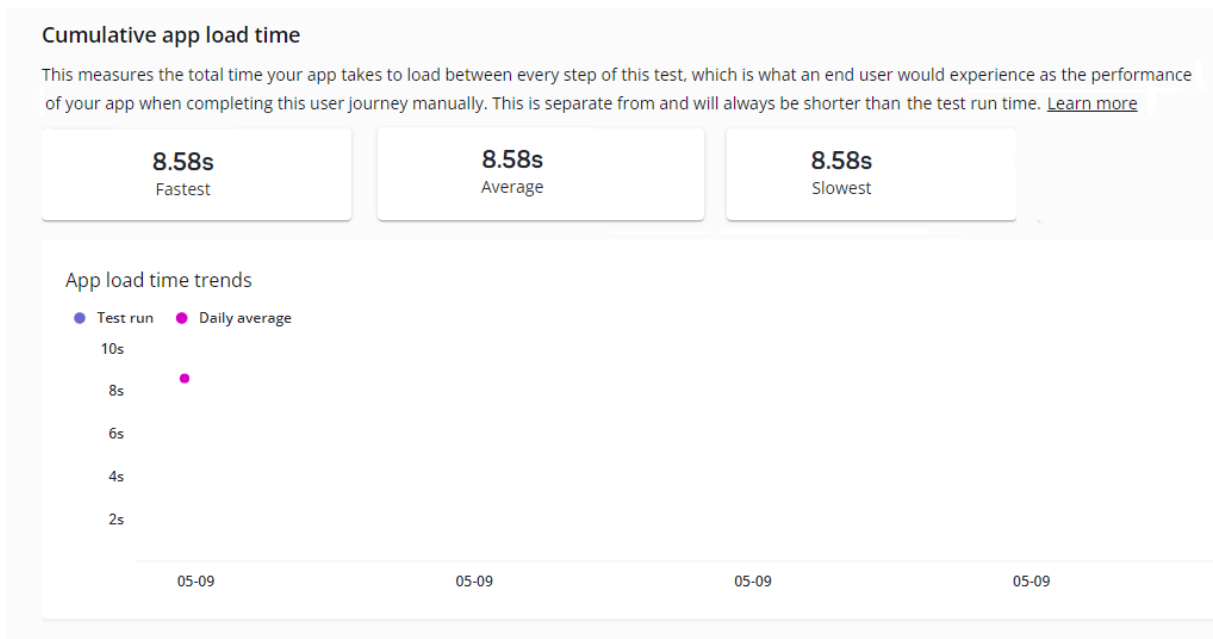 Cumulative app load time
This measures the total time your app takes to load between every step of this test, which is what an end user would experience as the performance
of your app when completing this user journey manually. This is separate from and will always be shorter than the test run time. Learn more
8.58s 8.58s 8.58s
Fastest Average Slowest
App load time trends
Test run Daily average
10s
8s
6s
4s
2s
05-09 05-09 05-09 05-09